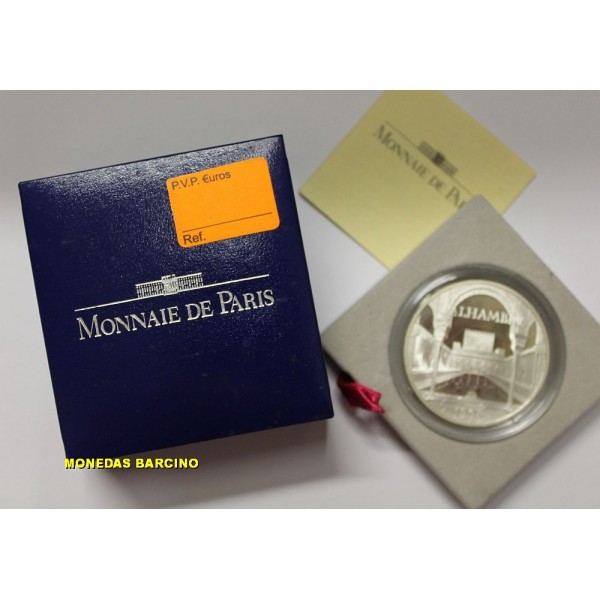 P.V.P. €uros
Ref.
MONNAIE DE PARIS
MONEDAS BARCINO
MONNAIE DE PARIS
ALHAMB